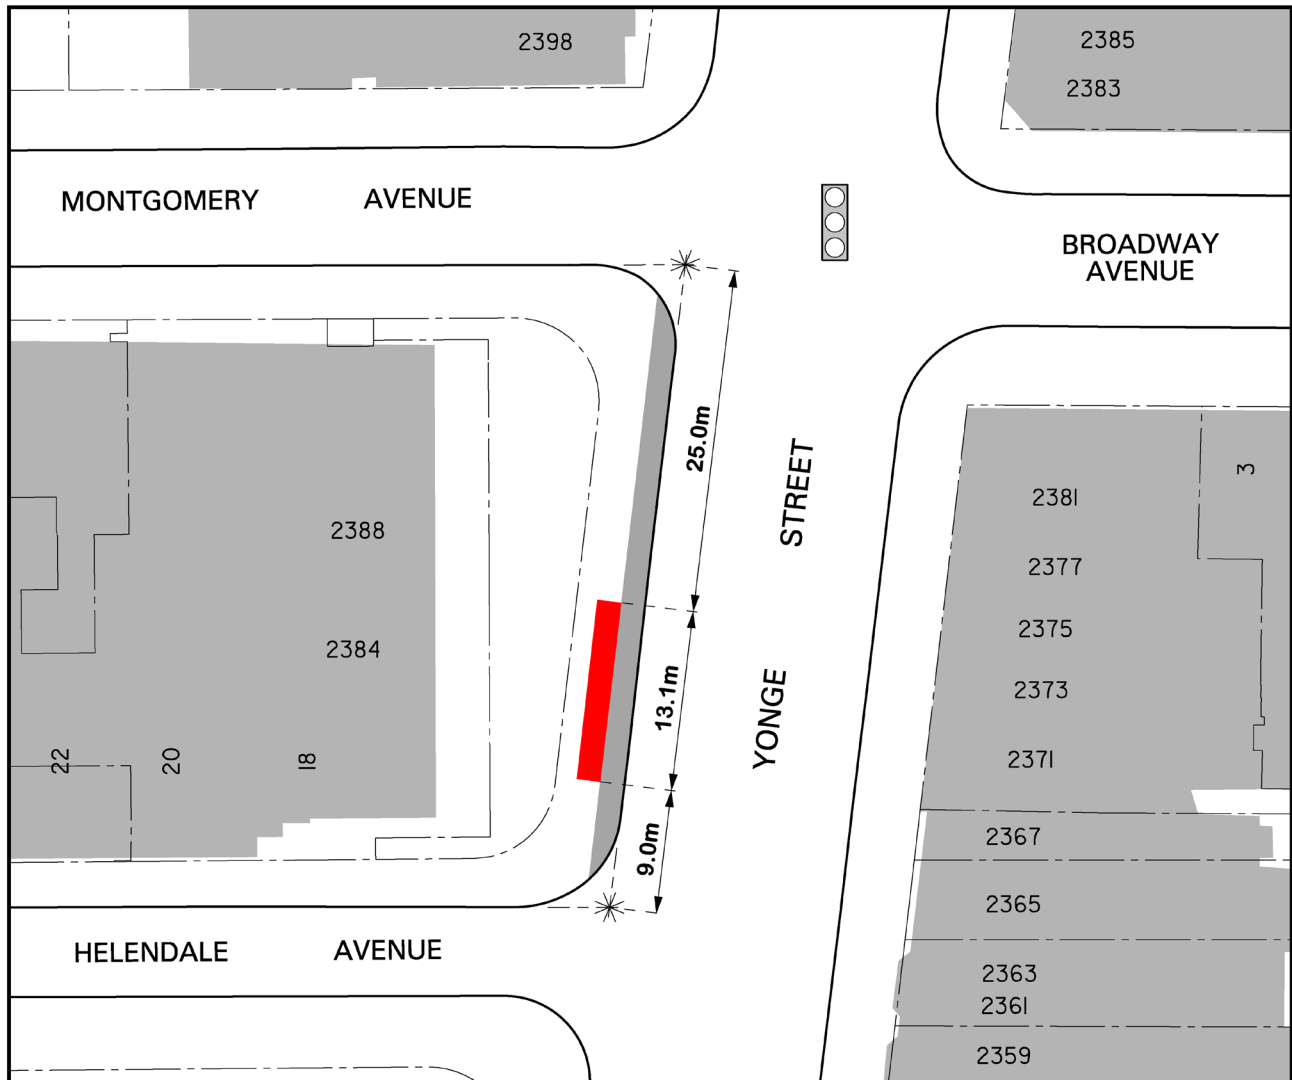 2398
2385
2383
MONTGOMERY AVENUE
BROADWAY
AVENUE
25.0m
STREET
3
2381
2388
2377
2375
2384
2373
13.1m
YONGE
22
20
18
2371
9.0m
2367
2365
HELENDALE AVENUE
2363
2361
2359